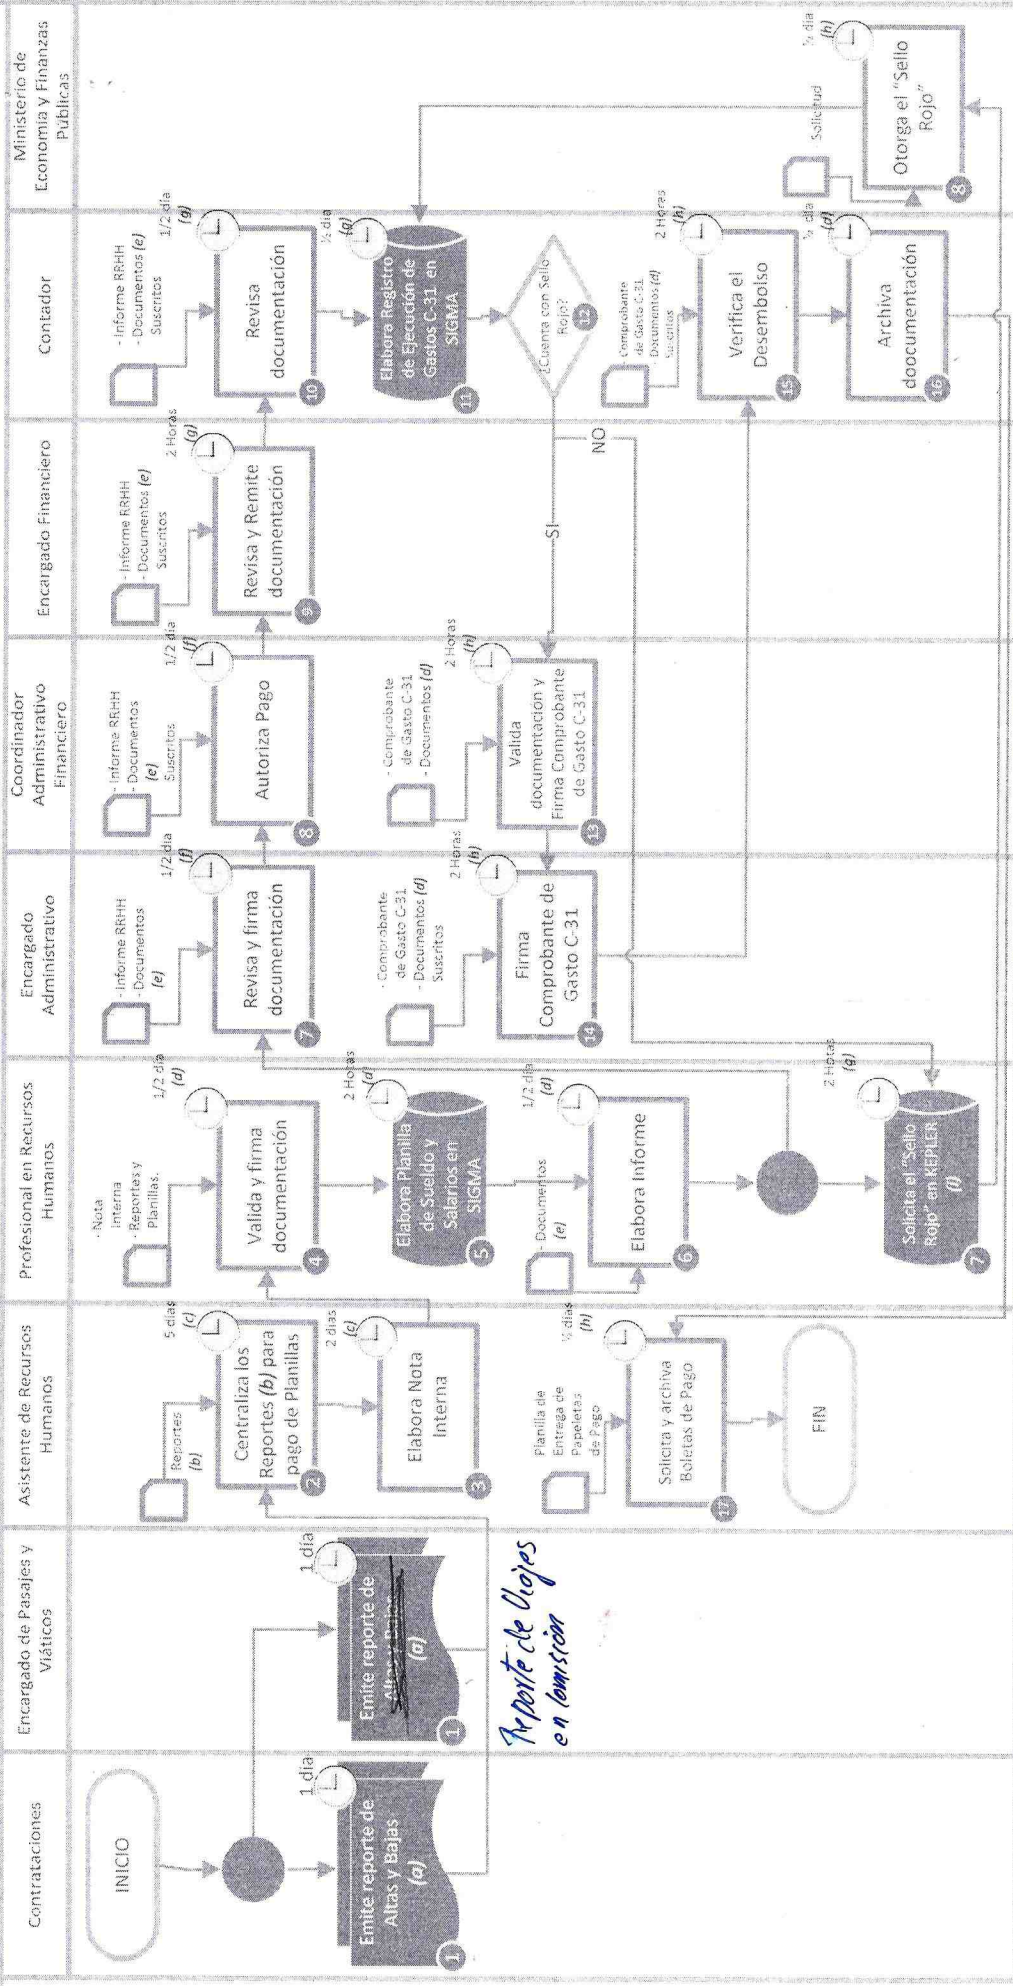 Contrataciones
Encargado de Pasajes y
Viáticos
Asistente de Recursos
Humanos
Profesional en Recursos
Humanos
Encargado
Administrativo
Coordinador
Administrativo
Financiero
Encargado Financiero
Contador
Ministerio de
Economía y Finanzas
Públicas
INICIO
1 día
Emite reporte de
Altas y Bajas
(a)
1
1 día
Emite reporte de
(a)
1
Reporte de Viajes
en Comisión
Reportes
(b)
5 dias
(c)
Centraliza los
Reportes (b) para
pago de Planillas
2
2 dias
(c)
Elabora Nota
Interna
3
Planilla de
Entrega de
Papeletas
de Pago
½ dias
(h)
Solicita y archiva
Boletas de Pago
17
FIN
- Nota
Interna
- Reportes y
Planillas.
1/2 día
(d)
Valida y firma
documentación
4
2 Horas
(d)
Elabora Planilla
de Sueldo y
Salarios en
SIGMA
5
- Documentos
(e)
1/2 día
(d)
Elabora Informe
6
2 Horas
(g)
Solicita el "Sello
Rojo" en KEPLER
(i)
7
- Informe RRHH
- Documentos
(e)
1/2 día
(f)
Revisa y firma
documentación
7
- Comprobante
de Gasto C-31
- Documentos (d)
Suscritos
2 Horas
(h)
Firma
Comprobante de
Gasto C-31
14
- Informe RRHH
- Documentos
(e)
Suscritos
1/2 día
(f)
Autoriza Pago
8
- Comprobante
de Gasto C-31
- Documentos (d)
2 Horas
(h)
Valida
documentacion y
Firma Comprobante
de Gasto C-31
13
- Informe RRHH
- Documentos (e)
Suscritos
2 Horas
(g)
Revisa y Remite
documentación
9
SI
NO
- Informe RRHH
- Documentos (e)
Suscritos
1/2 día
(g)
Revisa
documentación
10
½ día
(g)
Elabora Registro
de Ejecución de
Gastos C-31 en
SIGMA
11
¿Cuenta con Sello
Rojo?
12
- Comprobante
de Gasto C-31
- Documentos (d)
Suscritos
2 Horas
(h)
Verifica el
Desembolso
15
½ día
(d)
Archiva
doocumentación
16
Solicitud
½ día
(h)
Otorga el "Sello
Rojo"
8